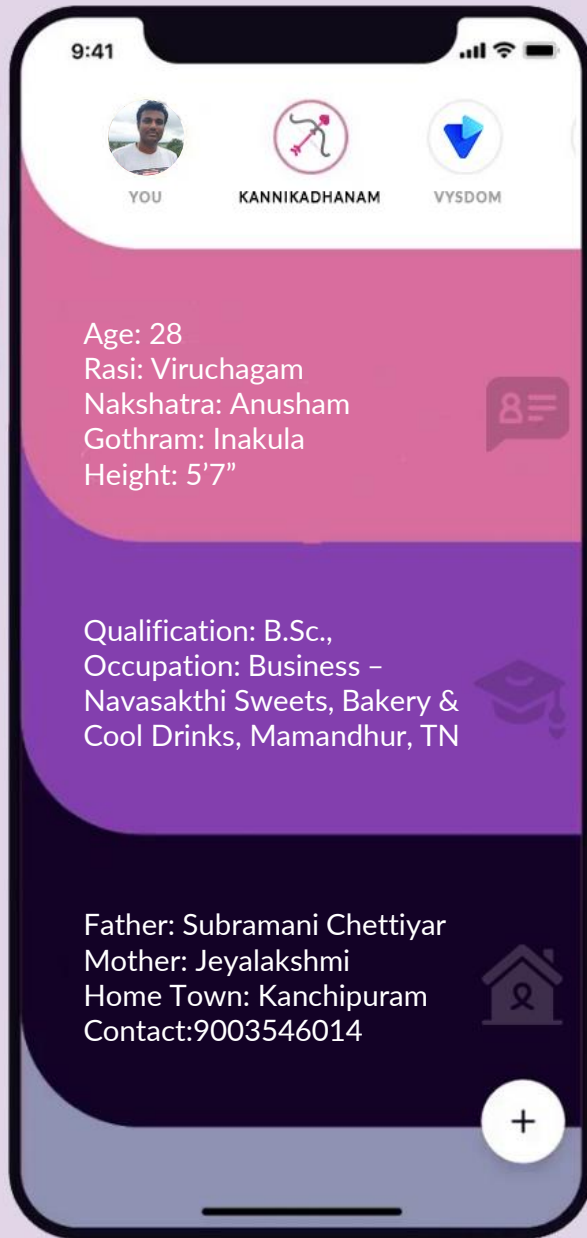 9:41
YOU
KANNIKADHANAM
VYSDOM
Age: 28
Rasi: Viruchagam
Nakshatra: Anusham
Gothram: Inakula
Height: 5’7”
Qualification: B.Sc.,
Occupation: Business –
Navasakthi Sweets, Bakery &
Cool Drinks, Mamandhur, TN
Father: Subramani Chettiyar
Mother: Jeyalakshmi
Home Town: Kanchipuram
Contact:9003546014
+